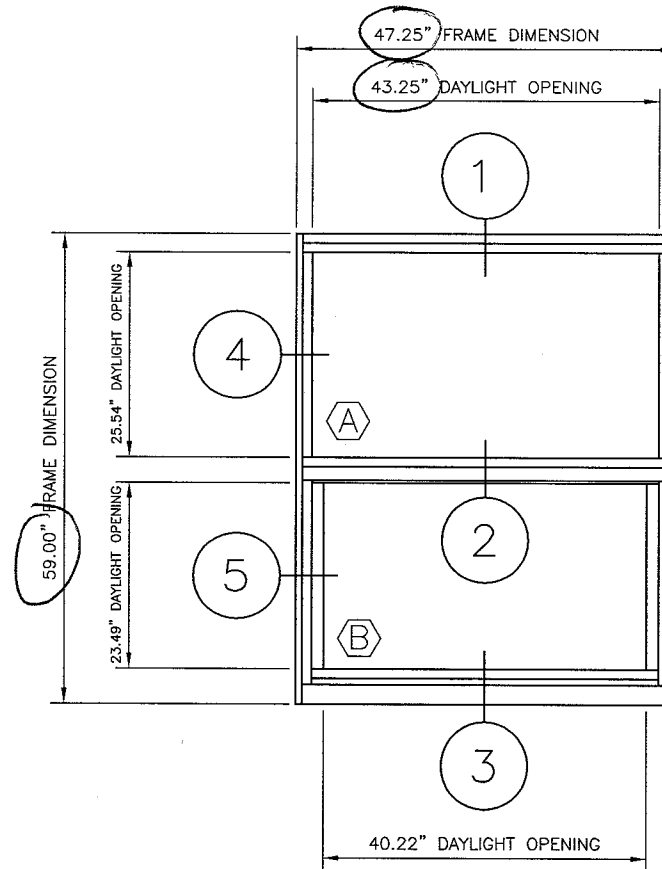 47.25" FRAME DIMENSION
43.25" DAYLIGHT OPENING
1
25.54" DAYLIGHT OPENING
4
59.00" FRAME DIMENSION
A
2
23.49" DAYLIGHT OPENING
5
B
3
40.22" DAYLIGHT OPENING